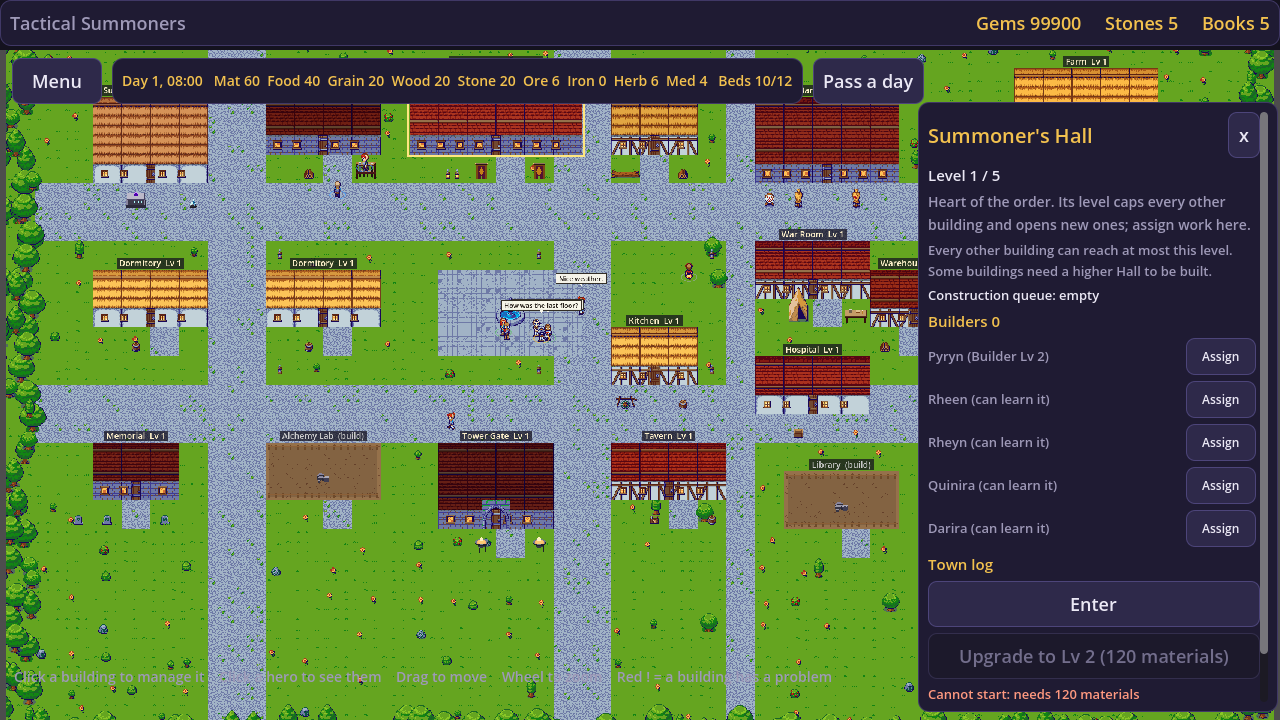 Tactical Summoners
Gems 99900 Stones 5 Books 5
Menu
Day 1, 08:00 Mat 60 Food 40 Grain 20 Wood 20 Stone 20 Ore 6 Iron 0 Herb 6 Med 4 Beds 10/12
Pass a day
Farm Lv 1
Summoner's Hall
X
Level 1 / 5
Heart of the order. Its level caps every other
building and opens new ones; assign work here.
Every other building can reach at most this level.
Some buildings need a higher Hall to be built.
Construction queue: empty
Builders 0
Pyryn (Builder Lv 2) Assign
Rheen (can learn it) Assign
Rheyn (can learn it) Assign
Quinira (can learn it) Assign
Darira (can learn it) Assign
Town log
Enter
Upgrade to Lv 2 (120 materials)
Cannot start: needs 120 materials
War Room Lv 1
Dormitory Lv 1
Dormitory Lv 1
Warehou
Nice weather.
How was the last floor?
Kitchen Lv 1
Hospital Lv 1
Memorial Lv 1
Alchemy Lab (build)
Tower Gate Lv 1
Tavern Lv 1
Library (build)
Click a building to manage it hero to see them Drag to move Wheel Red ! = a building a problem